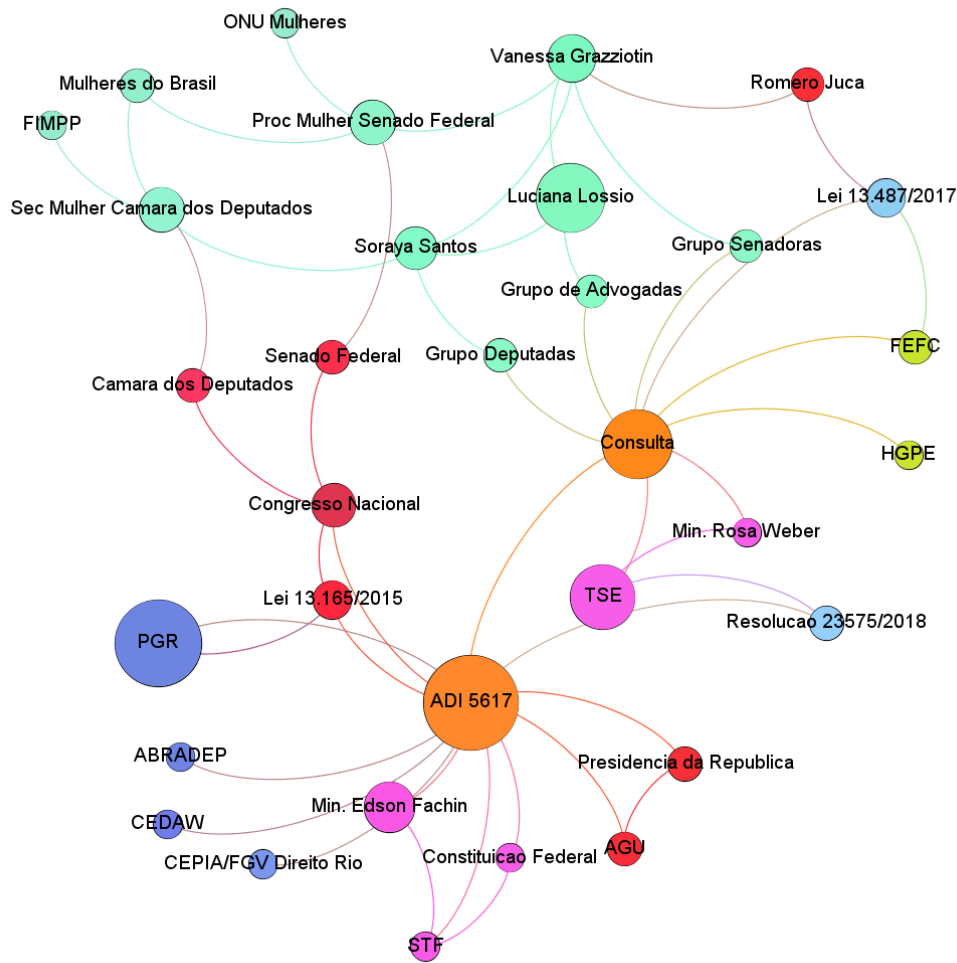 ONU Mulheres
Vanessa Grazziotin
Mulheres do Brasil
Romero Juca
FIMPP
Proc Mulher Senado Federal
Sec Mulher Camara dos Deputados
Luciana Lossio
Lei 13.487/2017
Soraya Santos
Grupo Senadoras
Grupo de Advogadas
Senado Federal
Grupo Deputadas
FEFC
Camara dos Deputados
Consulta
HGPE
Congresso Nacional
Min. Rosa Weber
Lei 13.165/2015
TSE
Resolucao 23575/2018
PGR
ADI 5617
ABRADEP
Presidencia da Republica
Min. Edson Fachin
CEDAW
CEPIA/FGV Direito Rio
Constituicao Federal
AGU
STF